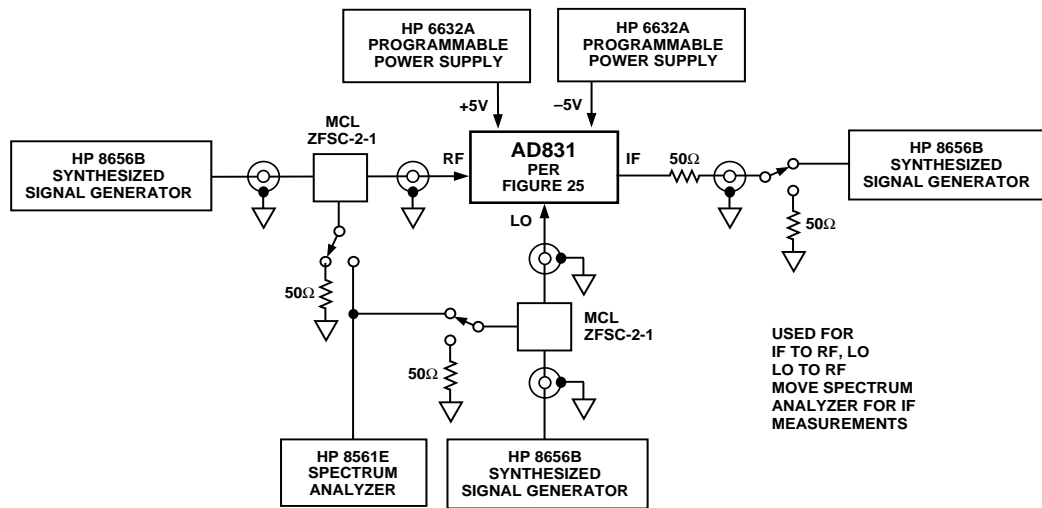 HP 6632A
PROGRAMMABLE
POWER SUPPLY
HP 6632A
PROGRAMMABLE
POWER SUPPLY
+5V
–5V
MCL
ZFSC-2-1
HP 8656B
SYNTHESIZED
SIGNAL GENERATOR
RF
AD831
PER
FIGURE 25
IF
LO
50Ω
HP 8656B
SYNTHESIZED
SIGNAL GENERATOR
50Ω
50Ω
MCL
ZFSC-2-1
50Ω
USED FOR
IF TO RF, LO
LO TO RF
MOVE SPECTRUM
ANALYZER FOR IF
MEASUREMENTS
HP 8561E
SPECTRUM
ANALYZER
HP 8656B
SYNTHESIZED
SIGNAL GENERATOR